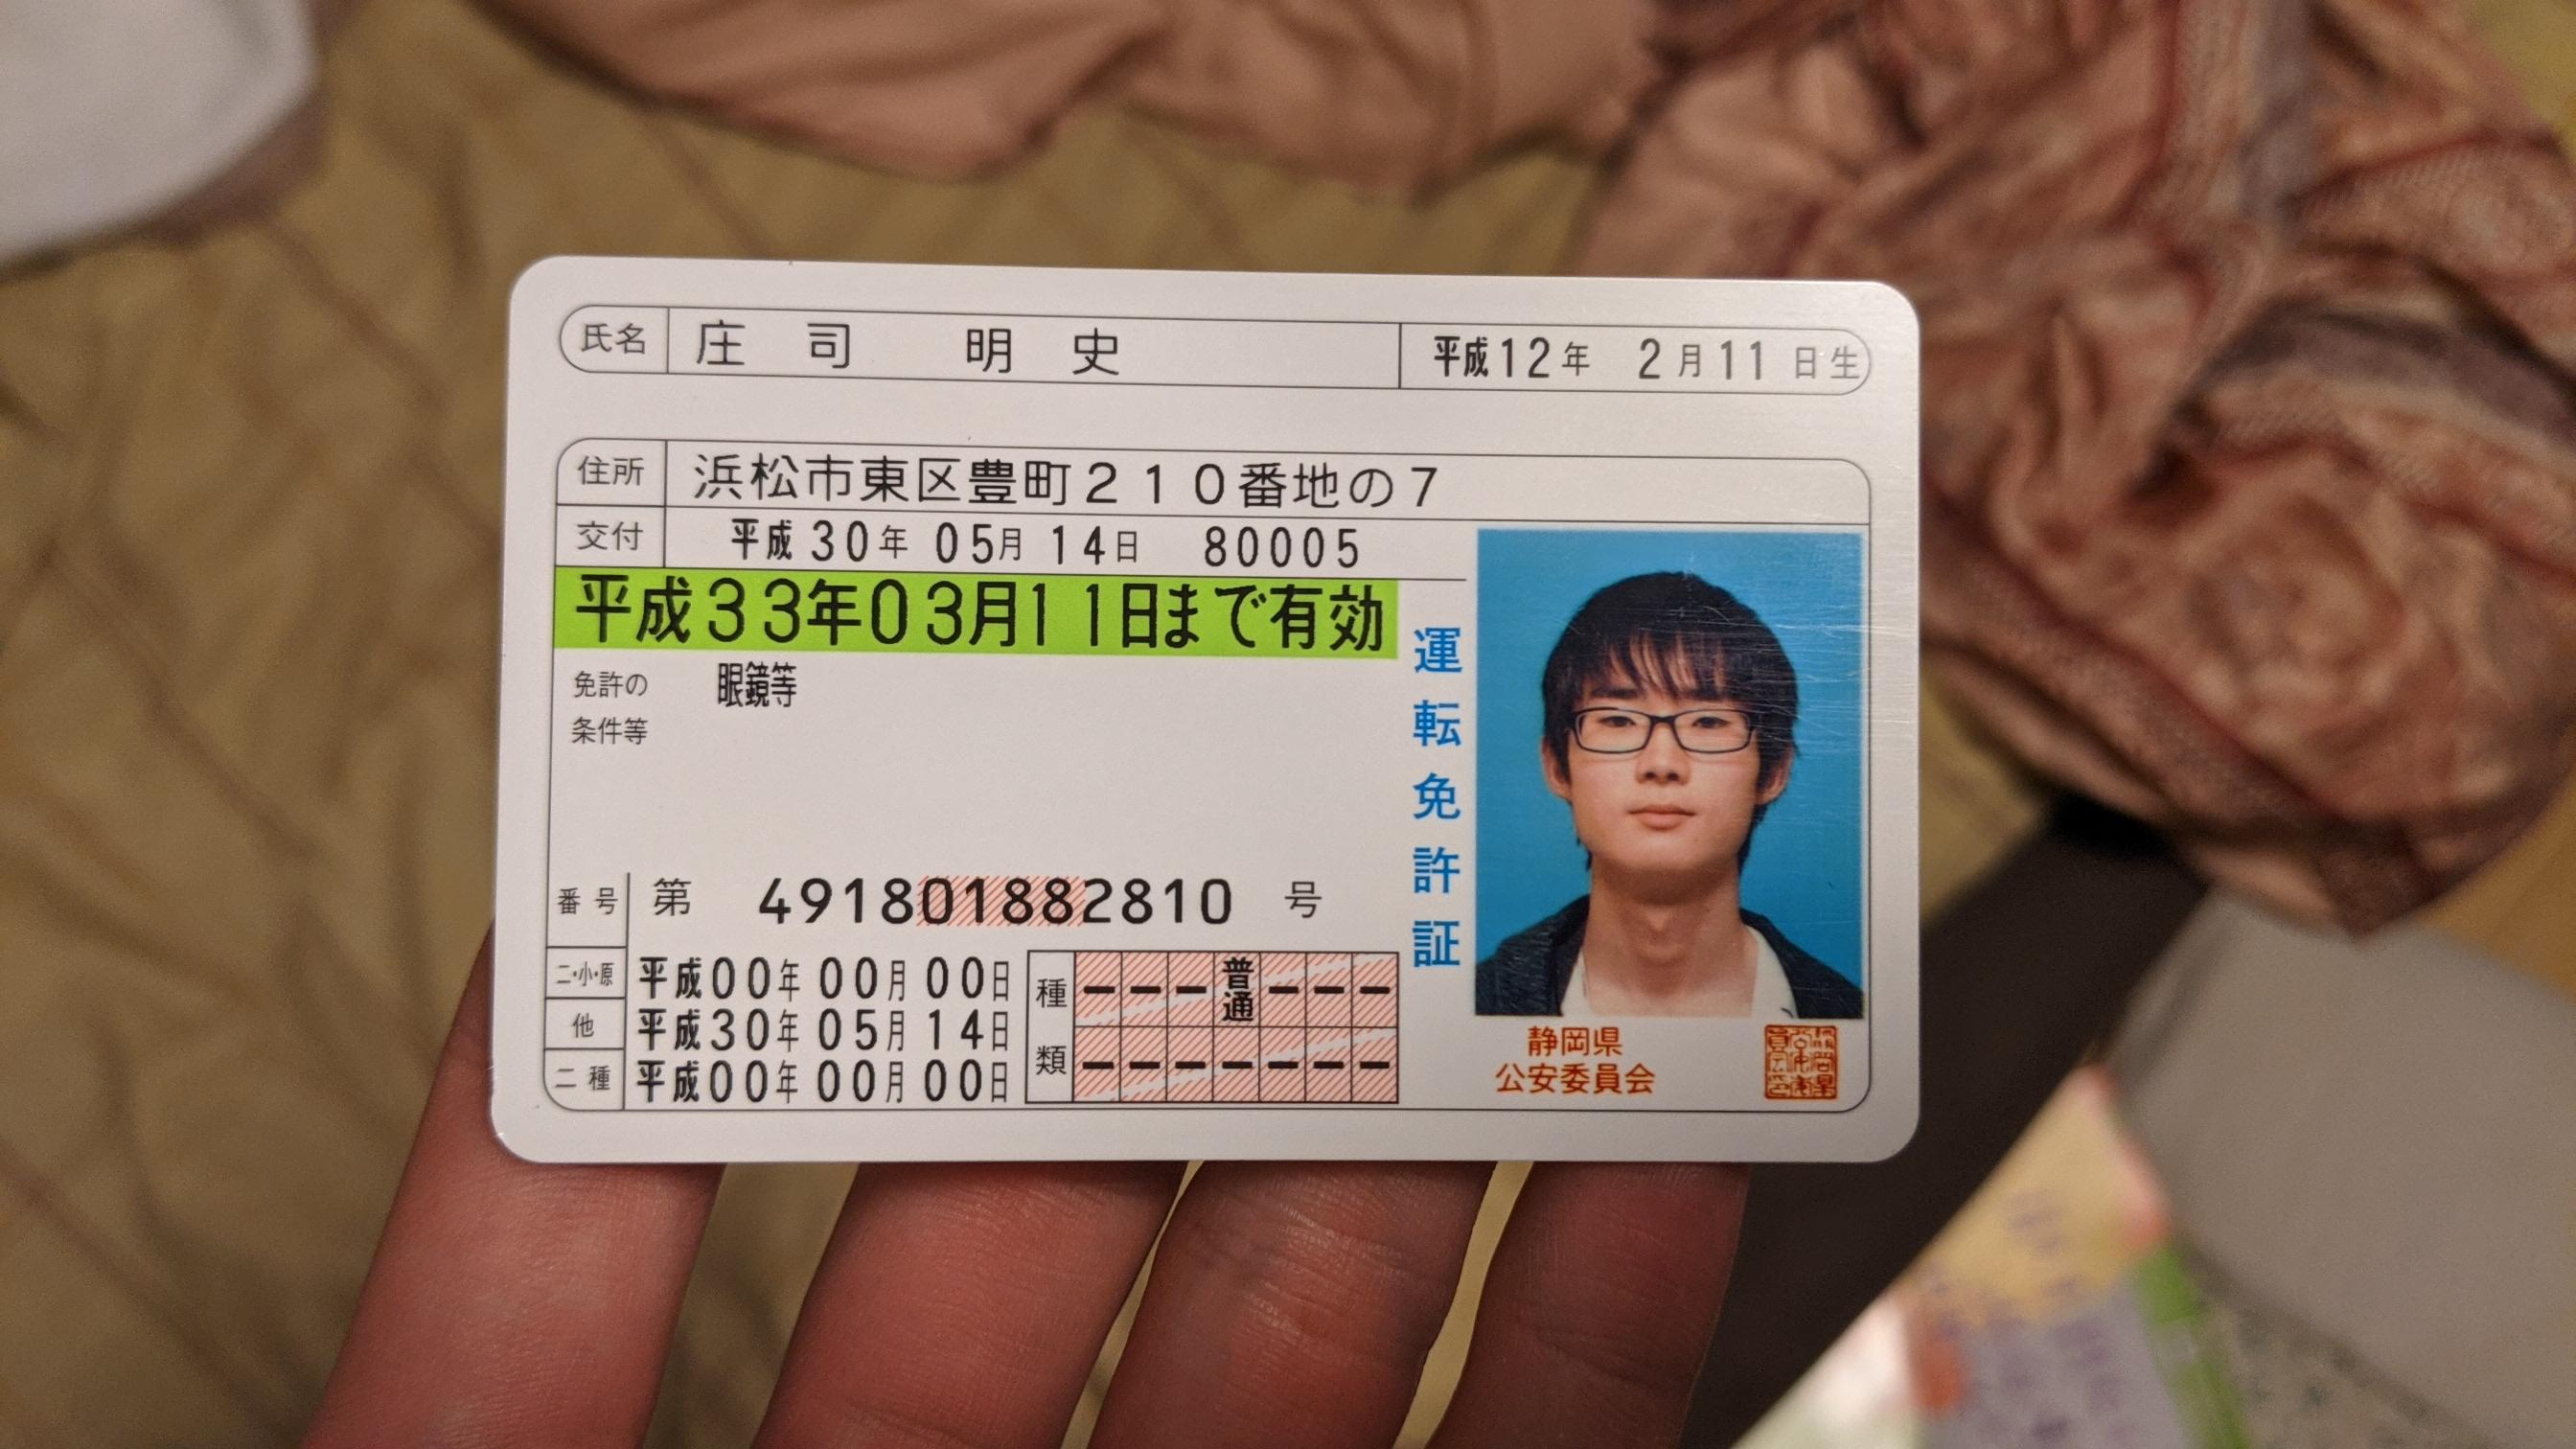 氏名 庄司 明史 平成12年 2月11日生
住所 浜松市東区豊町210番地の7
交付 平成30年05月14日 80005
平成33年03月11日まで有効
免許の 眼鏡等
条件等
運転免許証
番号 第 491801882810 号
二・小・原 平成00年00月00日
他 平成30年05月14日
二種 平成00年00月00日
種類 ー ー ー 普通 ー ー ー
ー ー ー ー ー ー ー
静岡県
公安委員会